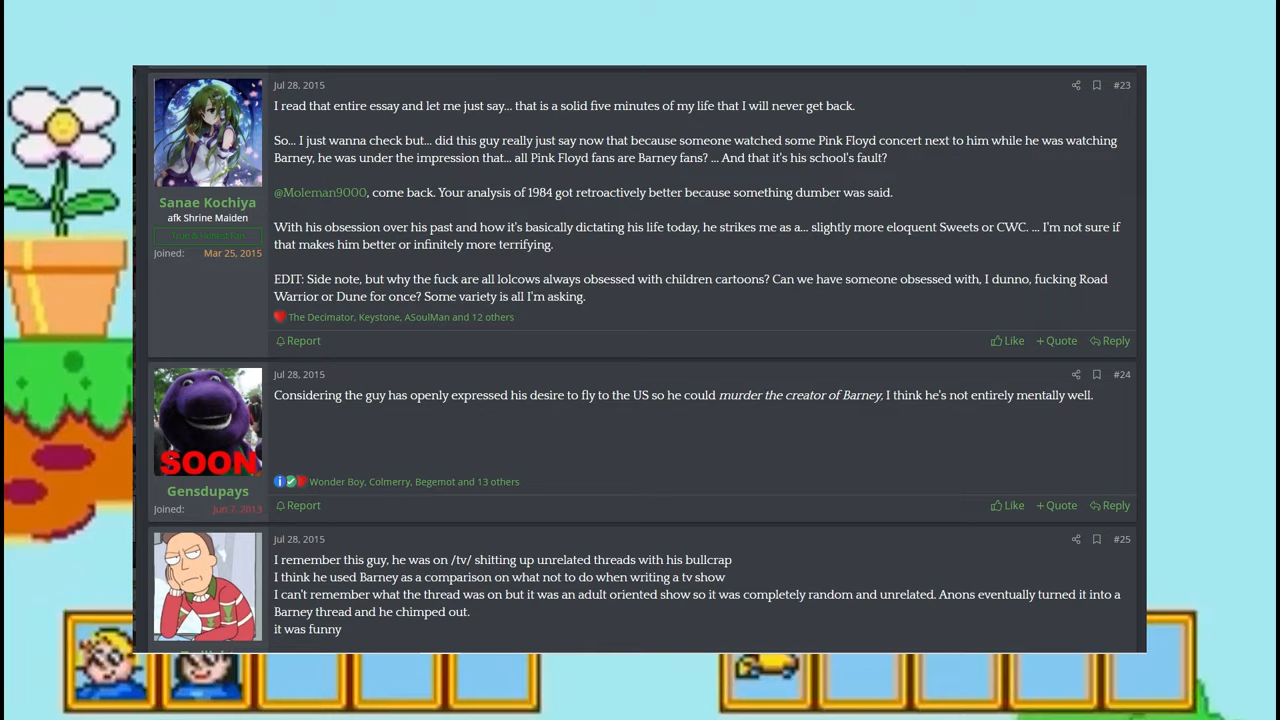 Jul 28, 2015
#23
I read that entire essay and let me just say... that is a solid five minutes of my life that I will never get back.
So... I just wanna check but... did this guy really just say now that because someone watched some Pink Floyd concert next to him while he was watching
Barney, he was under the impression that... all Pink Floyd fans are Barney fans? ... And that it's his school's fault?
@Moleman9000, come back. Your analysis of 1984 got retroactively better because something dumber was said.
With his obsession over his past and how it's basically dictating his life today, he strikes me as a... slightly more eloquent Sweets or CWC. ... I'm not sure if
that makes him better or infinitely more terrifying.
EDIT: Side note, but why the fuck are all lolcows always obsessed with children cartoons? Can we have someone obsessed with, I dunno, fucking Road
Warrior or Dune for once? Some variety is all I'm asking.
The Decimator, Keystone, ASoulMan and 12 others
Report
Like
+Quote
Reply
Sanae Kochiya
afk Shrine Maiden
True & Honest Fan
Joined: Mar 25, 2015
Jul 28, 2015
#24
Considering the guy has openly expressed his desire to fly to the US so he could murder the creator of Barney, I think he's not entirely mentally well.
Wonder Boy, Colmerry, Begemot and 13 others
Report
Like
+Quote
Reply
SOON
Gensdupays
Joined: Jun 7, 2013
Jul 28, 2015
#25
I remember this guy, he was on /tv/ shitting up unrelated threads with his bullcrap
I think he used Barney as a comparison on what not to do when writing a tv show
I can't remember what the thread was on but it was an adult oriented show so it was completely random and unrelated. Anons eventually turned it into a
Barney thread and he chimped out.
it was funny